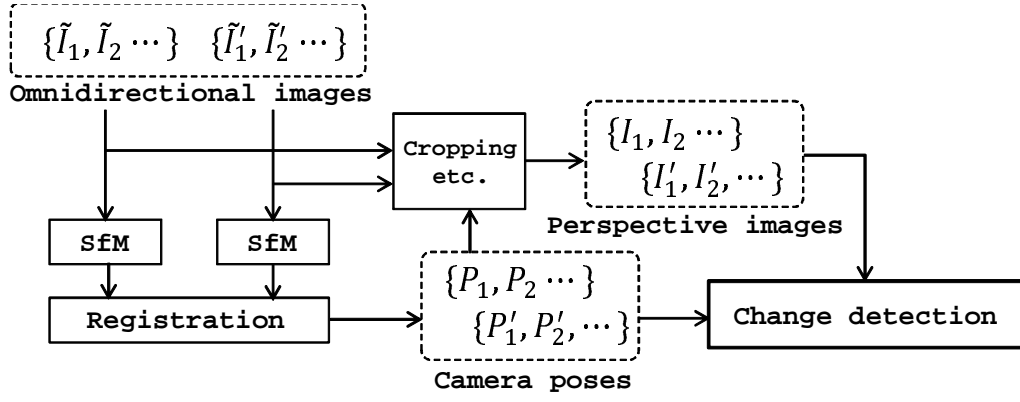 {Ĩ₁, Ĩ₂ ⋯} {Ĩ′₁, Ĩ′₂ ⋯}
Omnidirectional images
Cropping
etc.
{I₁, I₂ ⋯}
{I′₁, I′₂, ⋯}
Perspective images
SfM
SfM
Registration
{P₁, P₂ ⋯}
{P′₁, P′₂, ⋯}
Camera poses
Change detection